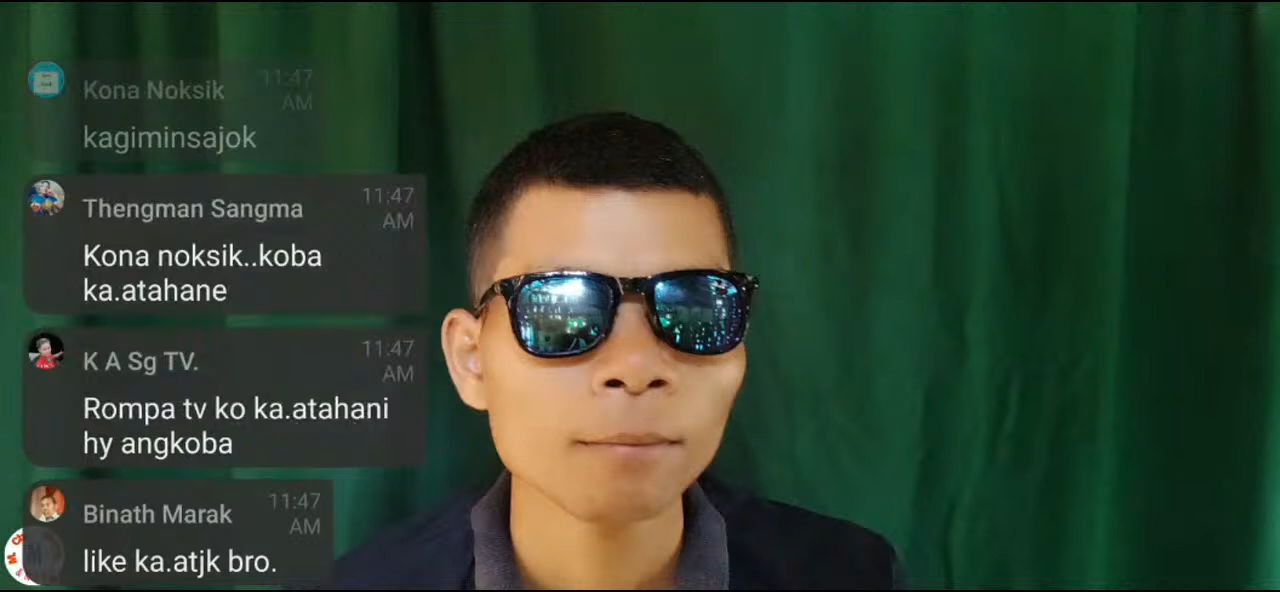 Kona Noksik 11:47
AM
kagiminsajok
Thengman Sangma 11:47
AM
Kona noksik..koba
ka.atahane
K A Sg TV. 11:47
AM
Rompa tv ko ka.atahani
hy angkoba
Binath Marak 11:47
AM
like ka.atjk bro.